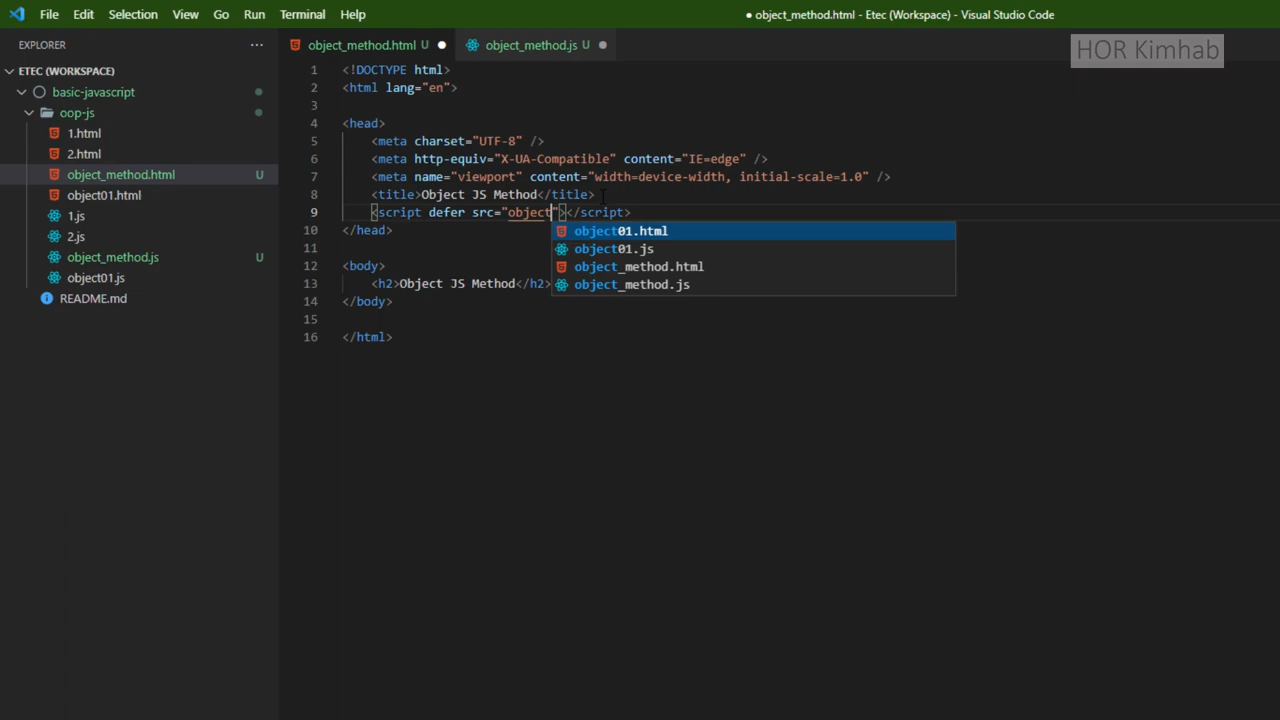 File Edit Selection View Go Run Terminal Help
● object_method.html - Etec (Workspace) - Visual Studio Code
EXPLORER ···
object_method.html U ●
object_method.js U ●
HOR Kimhab
ETEC (WORKSPACE)
basic-javascript
oop-js
1.html
2.html
object_method.html U
object01.html
1.js
2.js
object_method.js U
object01.js
README.md
1 <!DOCTYPE html>
2 <html lang="en">
3
4 <head>
5 <meta charset="UTF-8" />
6 <meta http-equiv="X-UA-Compatible" content="IE=edge" />
7 <meta name="viewport" content="width=device-width, initial-scale=1.0" />
8 <title>Object JS Method</title>
9 <script defer src="object"></script>
10 </head>
11
12 <body>
13 <h2>Object JS Method</h2>
14 </body>
15
16 </html>
object01.html
object01.js
object_method.html
object_method.js